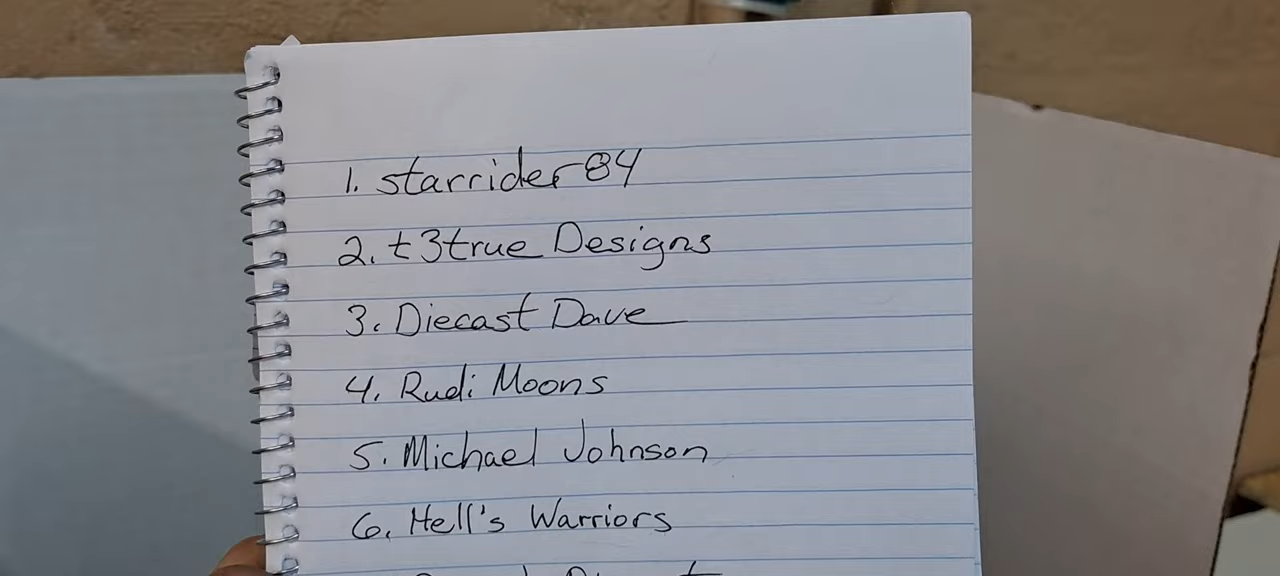 1. starrider84
2. t3true Designs
3. Diecast Dave
4. Rudi Moons
5. Michael Johnson
6. Hell's Warriors